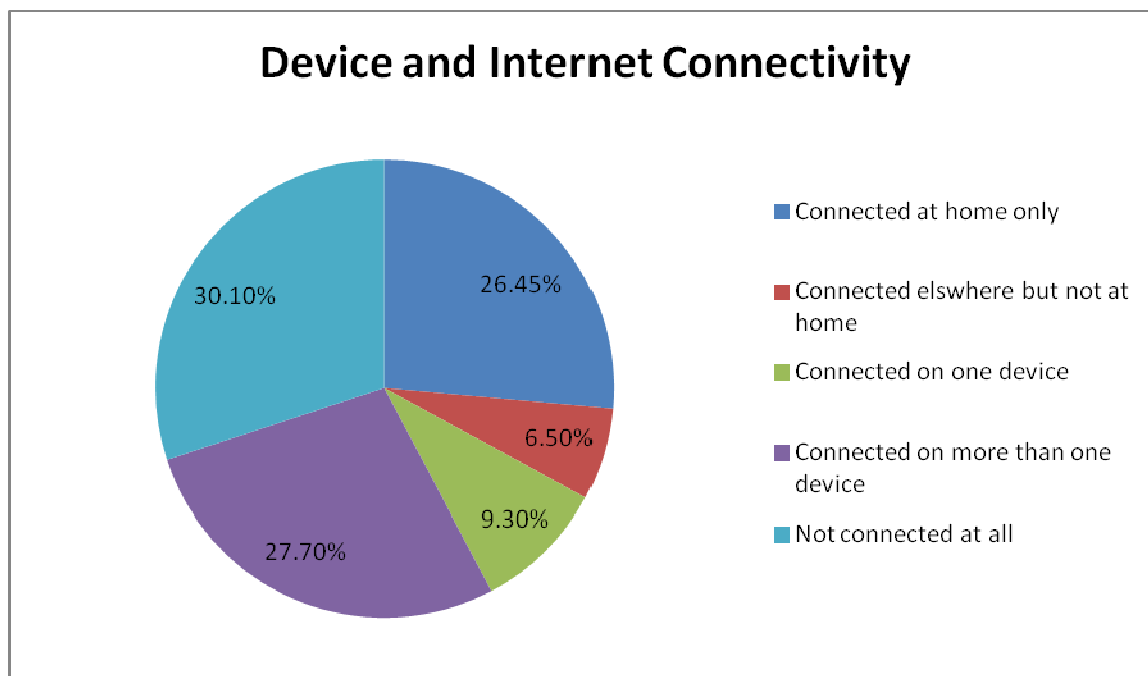 Device and Internet Connectivity
26.45%
6.50%
9.30%
27.70%
30.10%
Connected at home only
Connected elswhere but not at
home
Connected on one device
Connected on more than one
device
Not connected at all